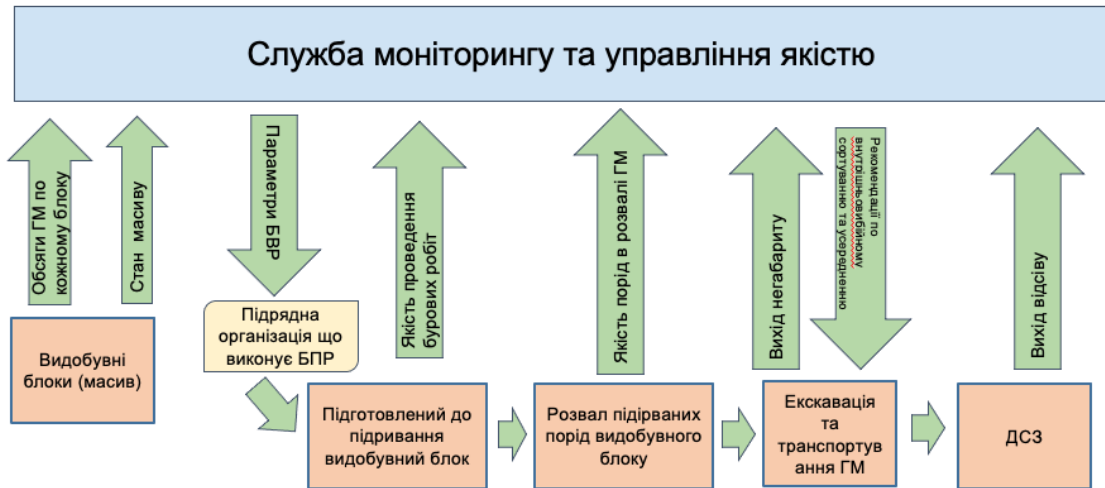 Служба моніторингу та управління якістю
Обсяги ГМ по
кожному блоку
Стан масиву
Параметри БВР
Якість проведення
бурових робіт
Якість порід в розвалі ГМ
Вихід негабариту
Рекомендації по
внутрішньовибійному
сортуванню та усередненню
Вихід відсіву
Підрядна
організація що
виконує БПР
Видобувні
блоки (масив)
Підготовлений до
підривання
видобувний блок
Розвал підірваних
порід видобувного
блоку
Екскавація
та
транспортув
ання ГМ
ДСЗ